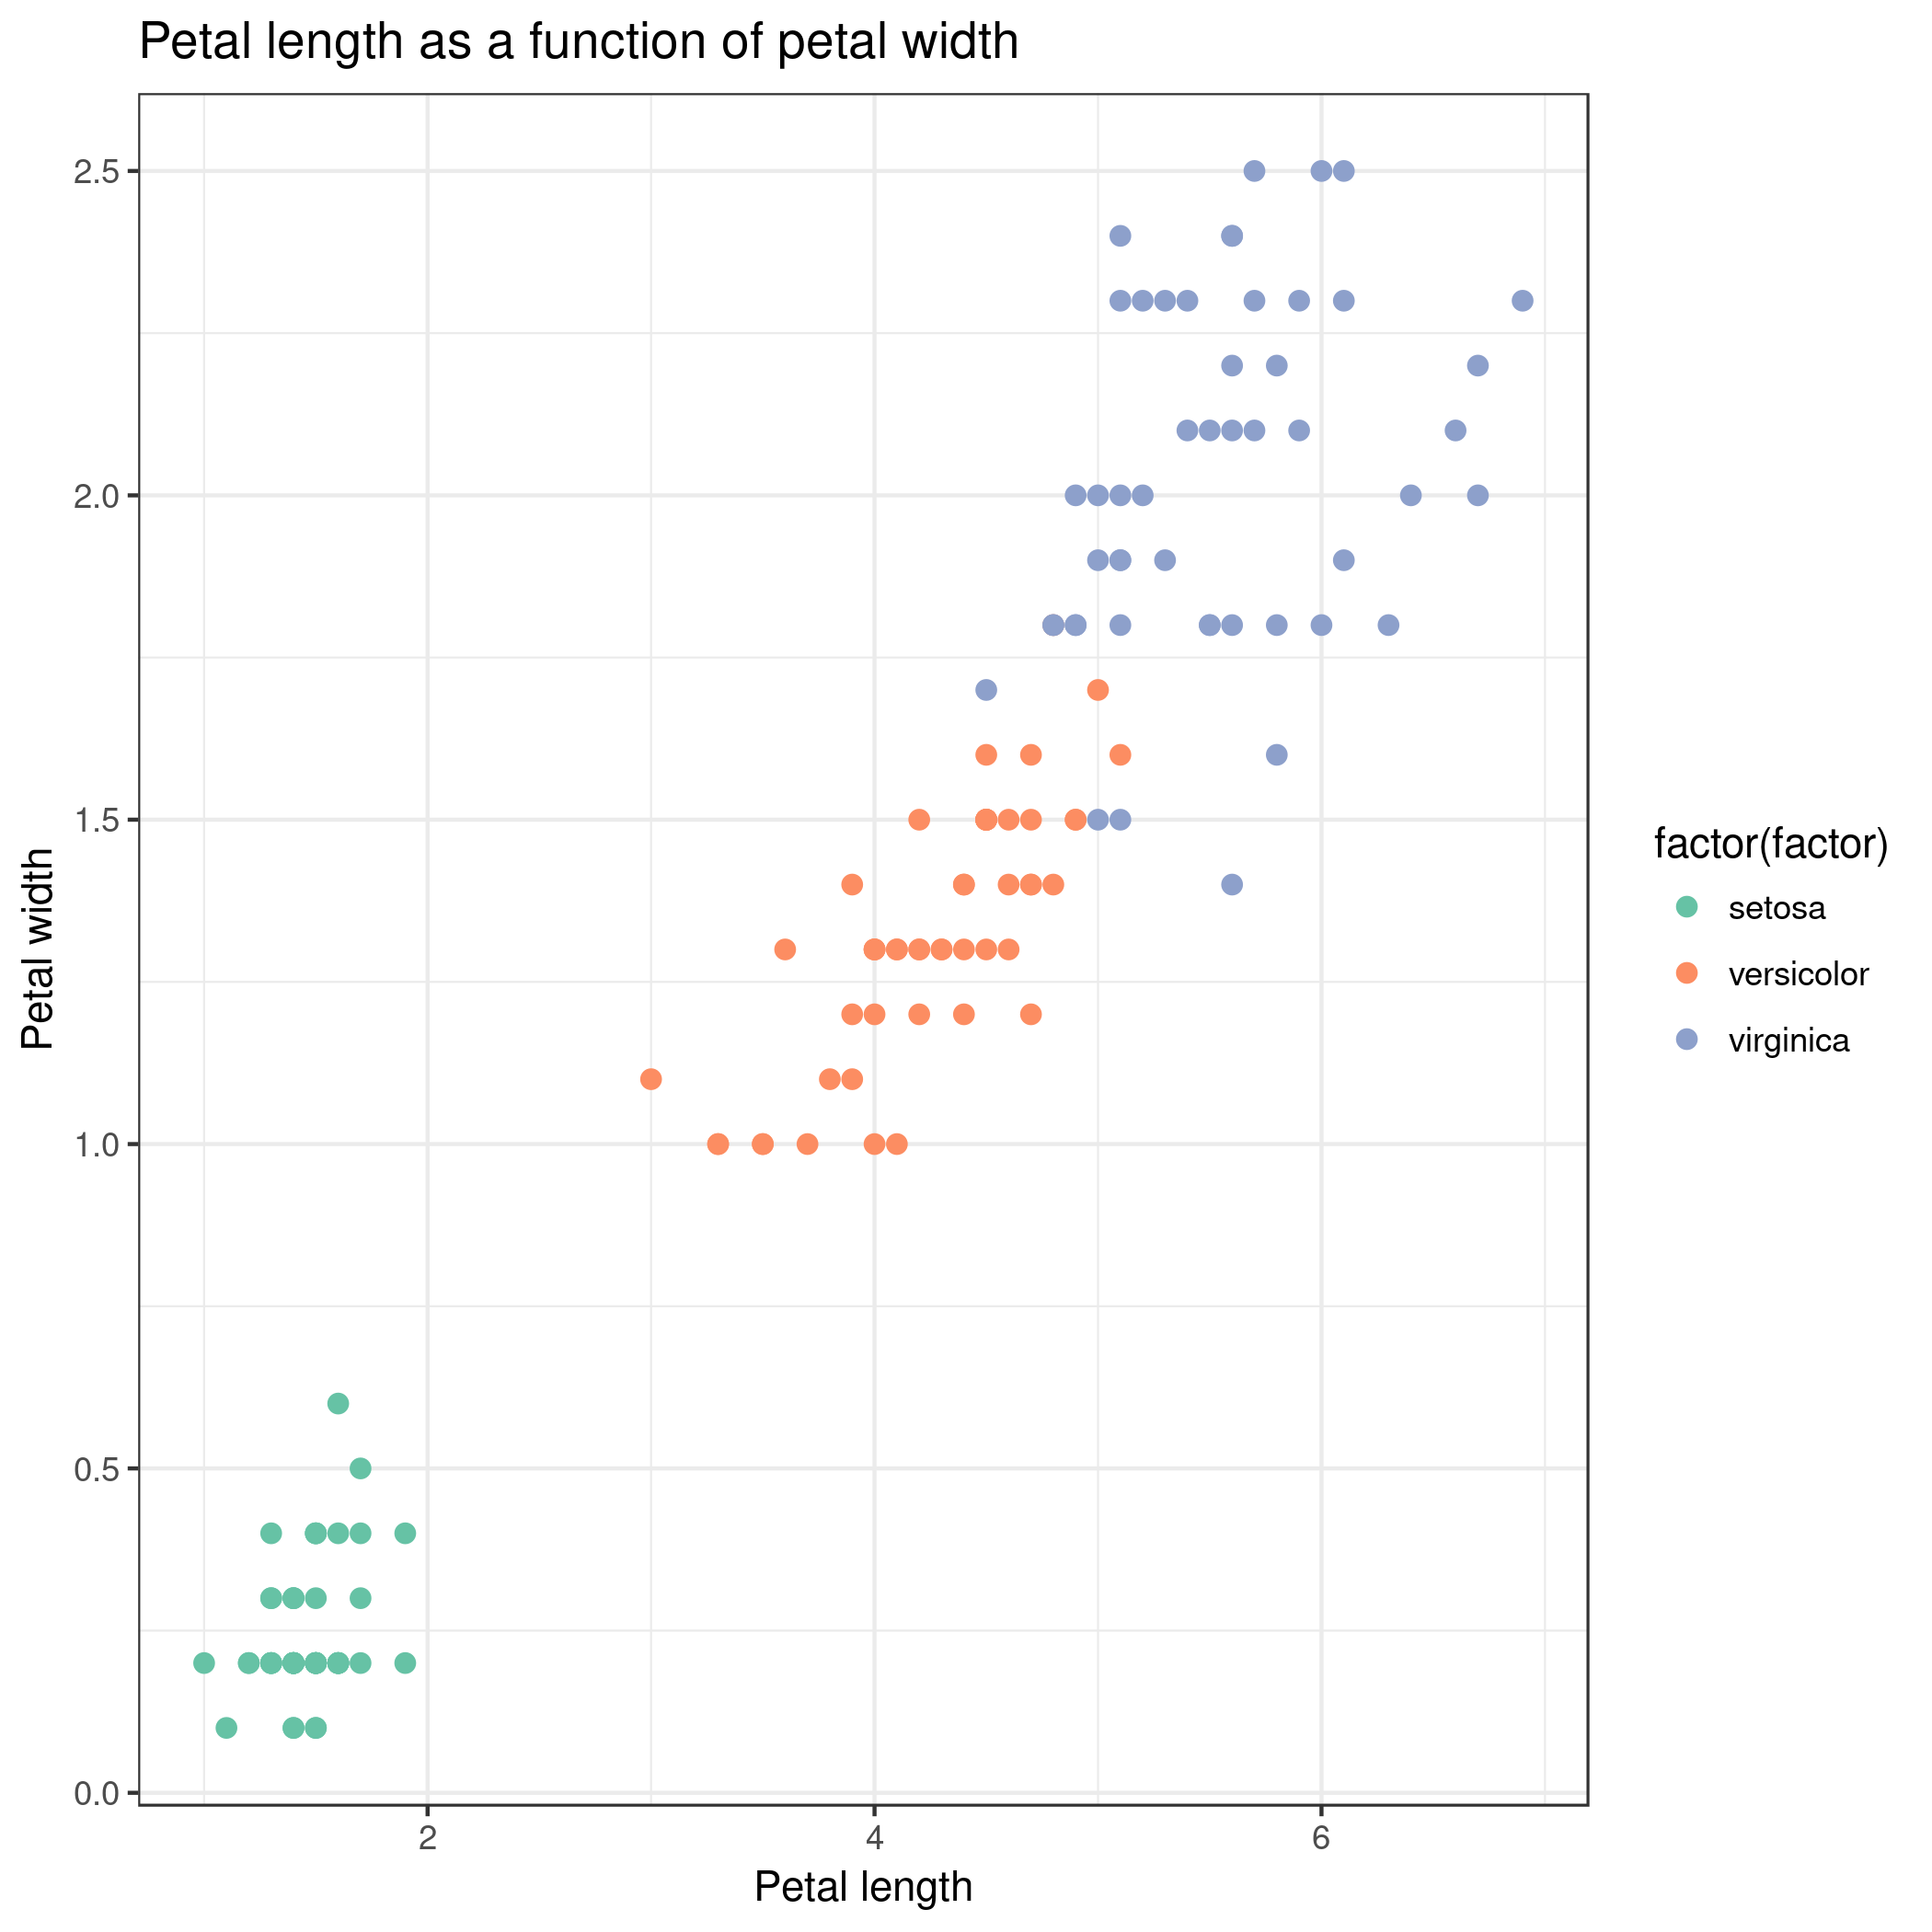 Petal length as a function of petal width
2.5
2.0
1.5
1.0
0.5
0.0
Petal width
2
4
6
Petal length
factor(factor)
setosa
versicolor
virginica